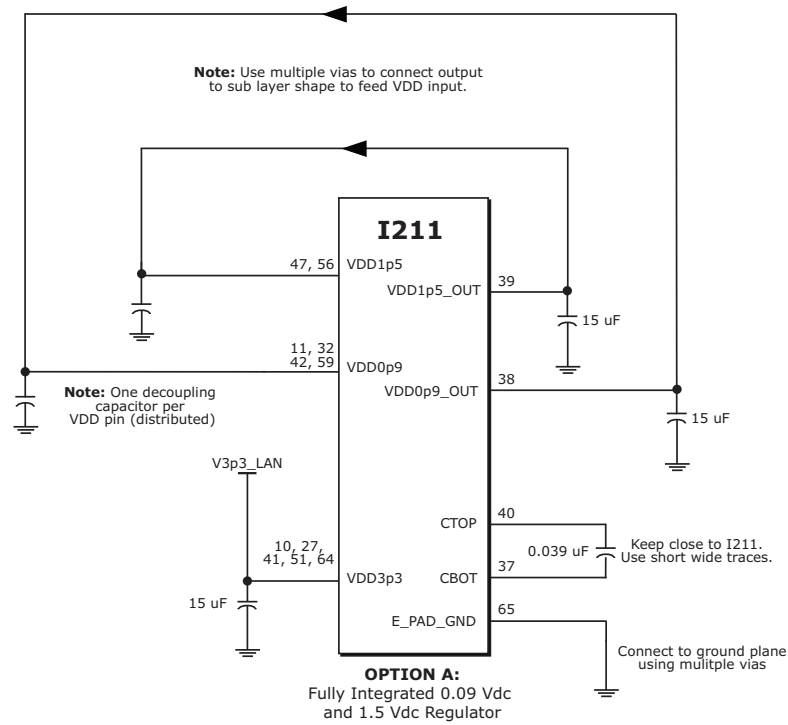 Note: Use multiple vias to connect output
to sub layer shape to feed VDD input.
I211
47, 56
VDD1p5
39
VDD1p5_OUT
15 uF
11, 32
42, 59
VDD0p9
38
VDD0p9_OUT
15 uF
Note: One decoupling
capacitor per
VDD pin (distributed)
V3p3_LAN
40
CTOP
10, 27,
41, 51, 64
VDD3p3
0.039 uF
Keep close to I211.
Use short wide traces.
37
CBOT
15 uF
65
E_PAD_GND
Connect to ground plane
using mulitple vias
OPTION A:
Fully Integrated 0.09 Vdc
and 1.5 Vdc Regulator